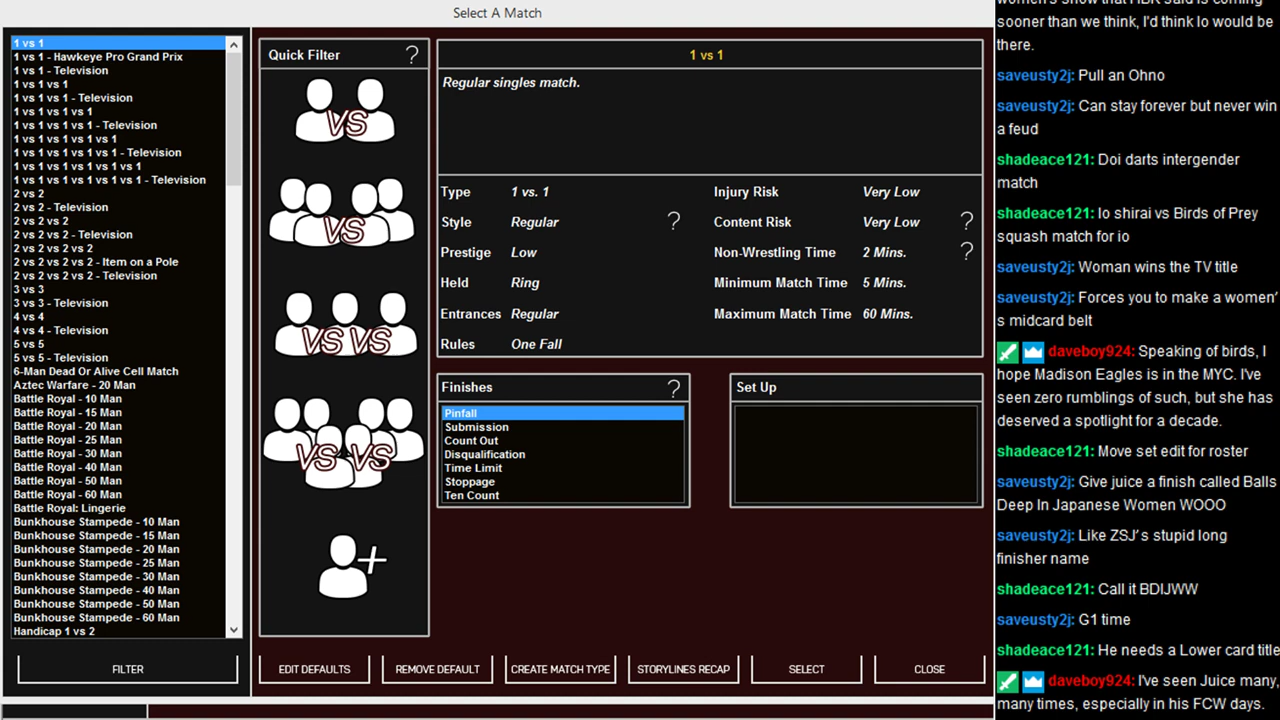 Select A Match
1 vs 1
1 vs 1 - Hawkeye Pro Grand Prix
1 vs 1 - Television
1 vs 1 vs 1
1 vs 1 vs 1 - Television
1 vs 1 vs 1 vs 1
1 vs 1 vs 1 vs 1 - Television
1 vs 1 vs 1 vs 1 vs 1
1 vs 1 vs 1 vs 1 vs 1 - Television
1 vs 1 vs 1 vs 1 vs 1 vs 1
1 vs 1 vs 1 vs 1 vs 1 vs 1 - Television
2 vs 2
2 vs 2 - Television
2 vs 2 vs 2
2 vs 2 vs 2 - Television
2 vs 2 vs 2 vs 2
2 vs 2 vs 2 vs 2 - Item on a Pole
2 vs 2 vs 2 vs 2 - Television
3 vs 3
3 vs 3 - Television
4 vs 4
4 vs 4 - Television
5 vs 5
5 vs 5 - Television
6-Man Dead Or Alive Cell Match
Aztec Warfare - 20 Man
Battle Royal - 10 Man
Battle Royal - 15 Man
Battle Royal - 20 Man
Battle Royal - 25 Man
Battle Royal - 30 Man
Battle Royal - 40 Man
Battle Royal - 50 Man
Battle Royal - 60 Man
Battle Royal: Lingerie
Bunkhouse Stampede - 10 Man
Bunkhouse Stampede - 15 Man
Bunkhouse Stampede - 20 Man
Bunkhouse Stampede - 25 Man
Bunkhouse Stampede - 30 Man
Bunkhouse Stampede - 40 Man
Bunkhouse Stampede - 50 Man
Bunkhouse Stampede - 60 Man
Handicap 1 vs 2
FILTER
Quick Filter ?
VS
VS
VS VS
VS VS
+
1 vs 1
Regular singles match.
Type 1 vs. 1 Injury Risk Very Low
Style Regular ? Content Risk Very Low ?
Prestige Low Non-Wrestling Time 2 Mins. ?
Held Ring Minimum Match Time 5 Mins.
Entrances Regular Maximum Match Time 60 Mins.
Rules One Fall
Finishes ?
Pinfall
Submission
Count Out
Disqualification
Time Limit
Stoppage
Ten Count
Set Up
EDIT DEFAULTS REMOVE DEFAULT CREATE MATCH TYPE STORYLINES RECAP SELECT CLOSE
women's show that HBK said is coming
sooner than we think, I'd think Io would be
there.
saveusty2j: Pull an Ohno
saveusty2j: Can stay forever but never win
a feud
shadeace121: Doi darts intergender
match
shadeace121: Io shirai vs Birds of Prey
squash match for io
saveusty2j: Woman wins the TV title
saveusty2j: Forces you to make a women'
s midcard belt
daveboy924: Speaking of birds, I
hope Madison Eagles is in the MYC. I've
seen zero rumblings of such, but she has
deserved a spotlight for a decade.
shadeace121: Move set edit for roster
saveusty2j: Give juice a finish called Balls
Deep In Japanese Women WOOO
saveusty2j: Like ZSJ's stupid long
finisher name
shadeace121: Call it BDIJWW
saveusty2j: G1 time
shadeace121: He needs a Lower card title
daveboy924: I've seen Juice many,
many times, especially in his FCW days.